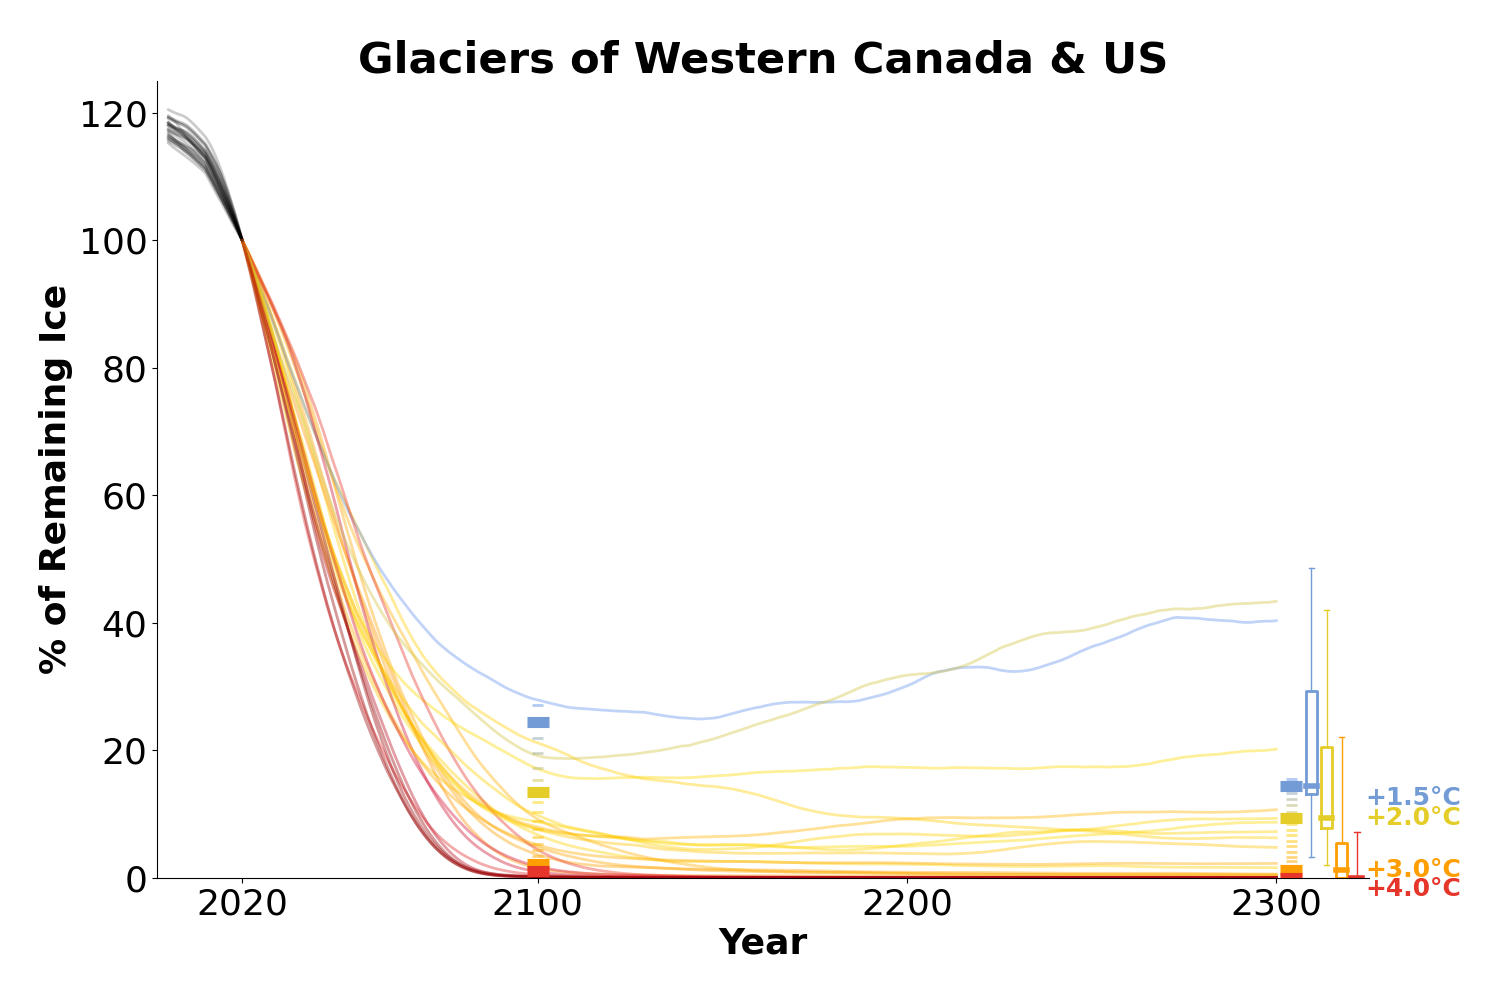 Glaciers of Western Canada & US
% of Remaining Ice
120
100
80
60
40
20
0
2020
2100
2200
2300
Year
+1.5°C
+2.0°C
+3.0°C
+4.0°C